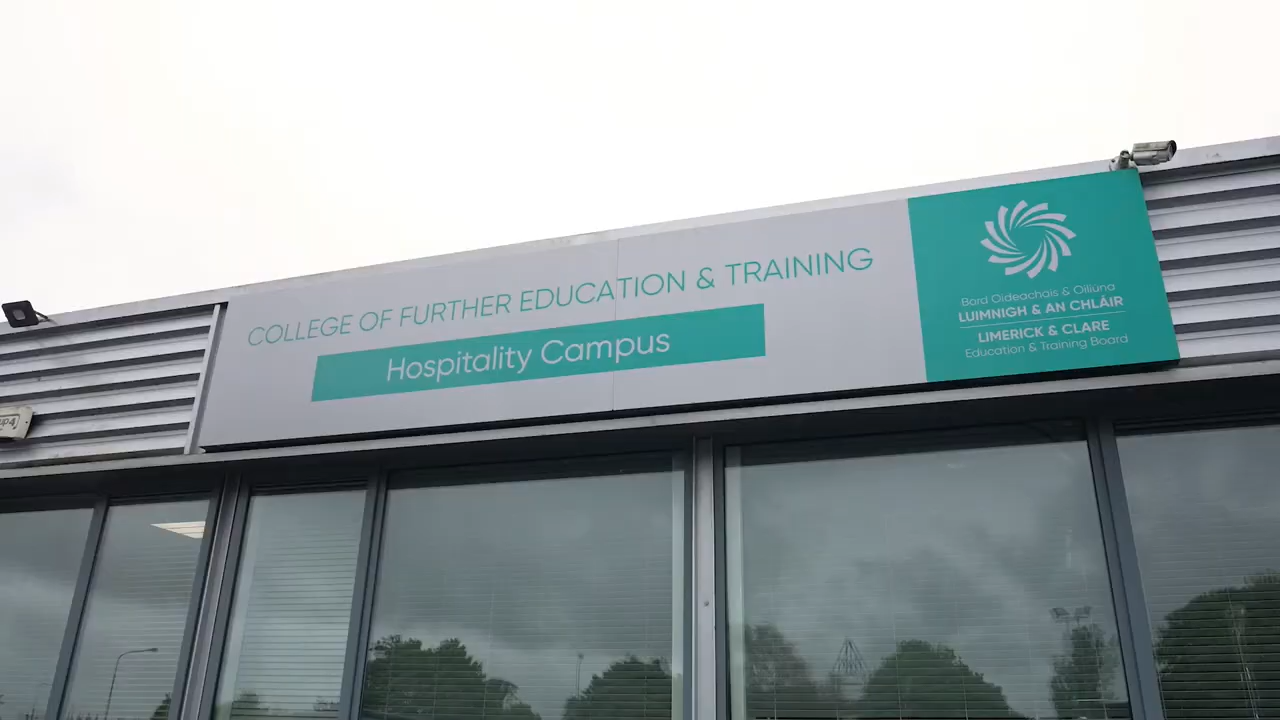 COLLEGE OF FURTHER EDUCATION & TRAINING
Hospitality Campus
Bord Oideachais & Oiliúna
LUIMNIGH & AN CHLÁIR
LIMERICK & CLARE
Education & Training Board